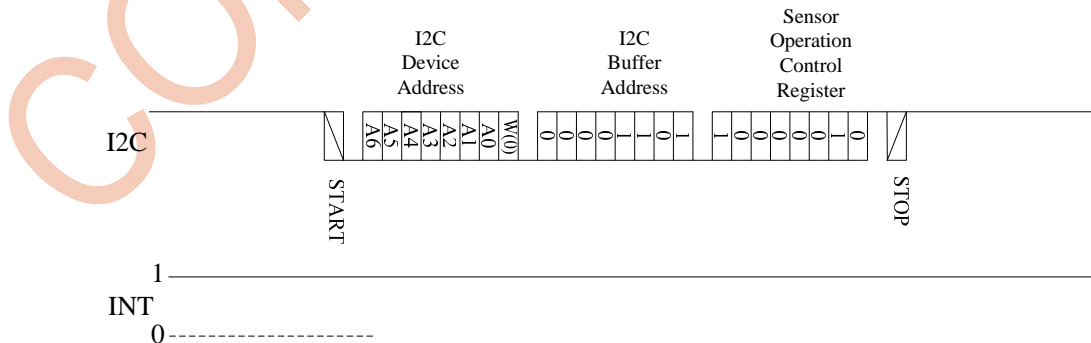 CO
I2C
Device
Address
I2C
Buffer
Address
Sensor
Operation
Control
Register
I2C
A6 A5 A4 A3 A2 A1 A0 W(0) 0 0 0 0 1 1 0 1 1 0 0 0 0 0 1 0
START
STOP
1
INT
0